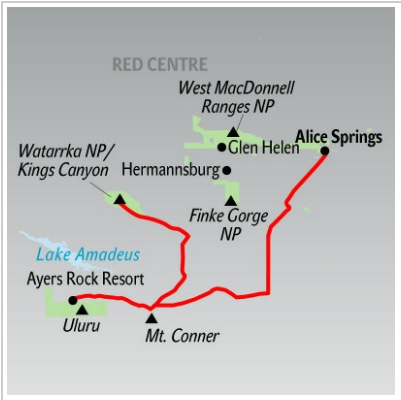 RED CENTRE
West MacDonnell
Ranges NP
Alice Springs
Glen Helen
Watarrka NP/
Kings Canyon
Hermannsburg
Finke Gorge
NP
Lake Amadeus
Ayers Rock Resort
Uluru
Mt. Conner